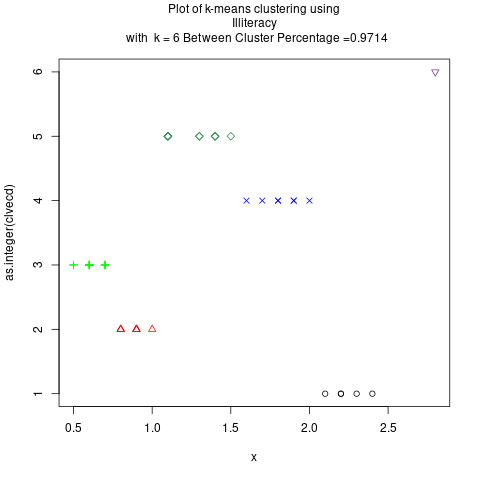 Plot of k-means clustering using
Illiteracy
with  k = 6 Between Cluster Percentage =0.9714
as.integer(clvecd)
6
5
4
3
2
1
0.5
1.0
1.5
2.0
2.5
x